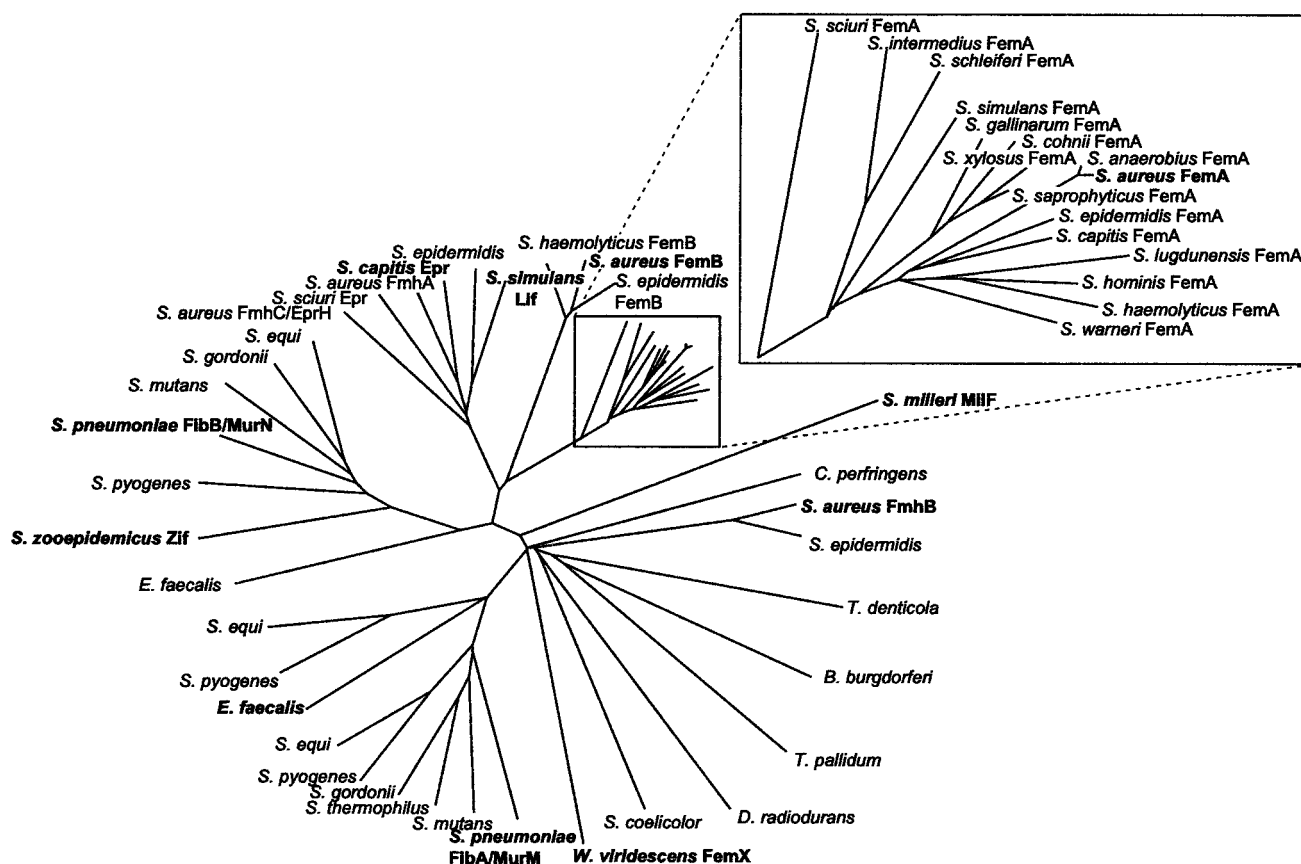 S. sciuri FemA
S. intermedius FemA
S. schleiferi FemA
S. simulans FemA
S. gallinarum FemA
S. cohnii FemA
S. xylosus FemA
S. anaerobius FemA
S. aureus FemA
S. saprophyticus FemA
S. epidermidis FemA
S. capitis FemA
S. lugdunensis FemA
S. hominis FemA
S. haemolyticus FemA
S. warneri FemA
S. haemolyticus FemB
S. aureus FemB
S. epidermidis
FemB
S. simulans
Lif
S. epidermidis
S. capitis Epr
S. aureus FmhA
S. sciuri Epr
S. aureus FmhC/EprH
S. equi
S. gordonii
S. mutans
S. pneumoniae FibB/MurN
S. pyogenes
S. zooepidemicus Zif
E. faecalis
S. equi
S. pyogenes
E. faecalis
S. equi
S. pyogenes
S. gordonii
S. thermophilus
S. mutans
S. pneumoniae
FibA/MurM
W. viridescens FemX
S. coelicolor
D. radiodurans
T. pallidum
B. burgdorferi
T. denticola
S. epidermidis
S. aureus FmhB
C. perfringens
S. milleri MilF